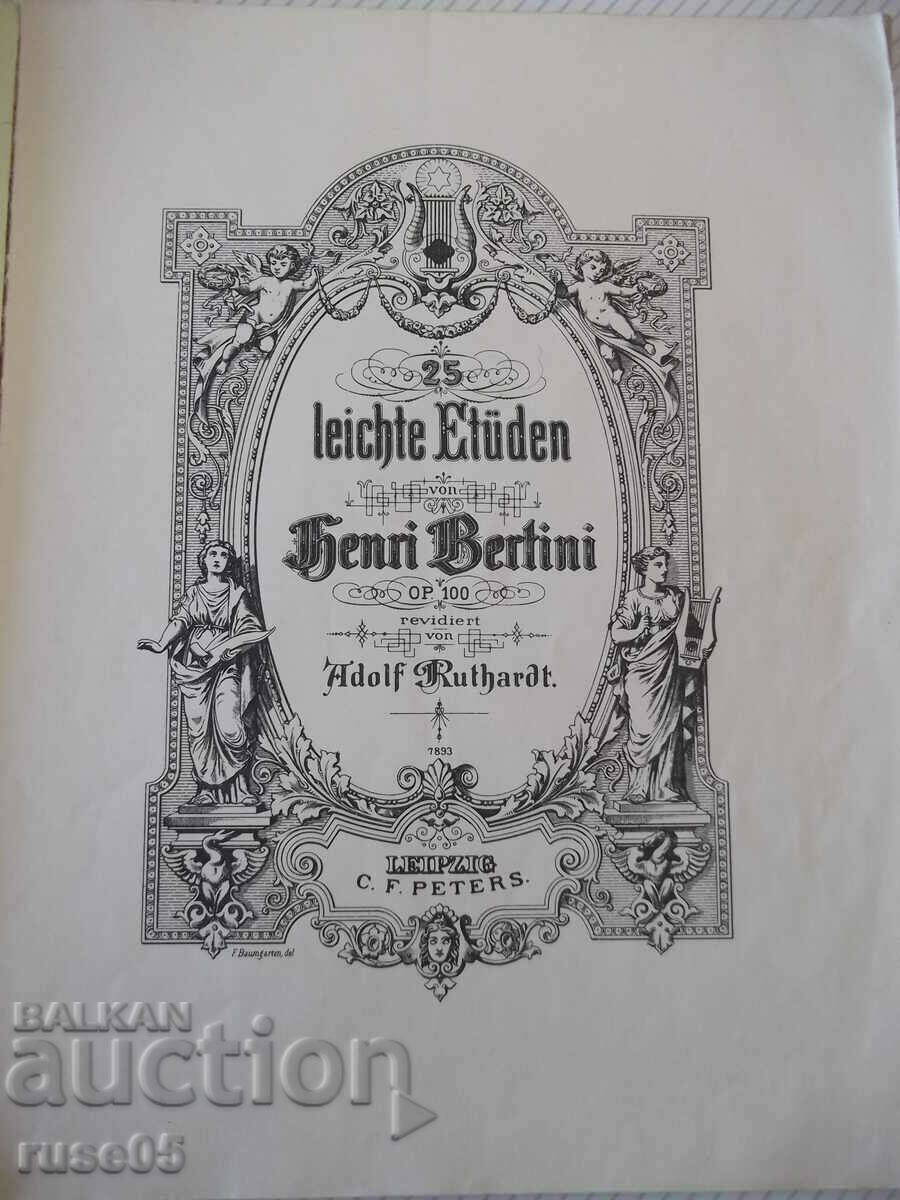 25
leichte Etüden
von
Henri Bertini
OP. 100
revidiert
von
Adolf Ruthardt.
7893
LEIPZIG
C. F. PETERS.
F. Baumgarten, del
BALKAN
auction
ruse05